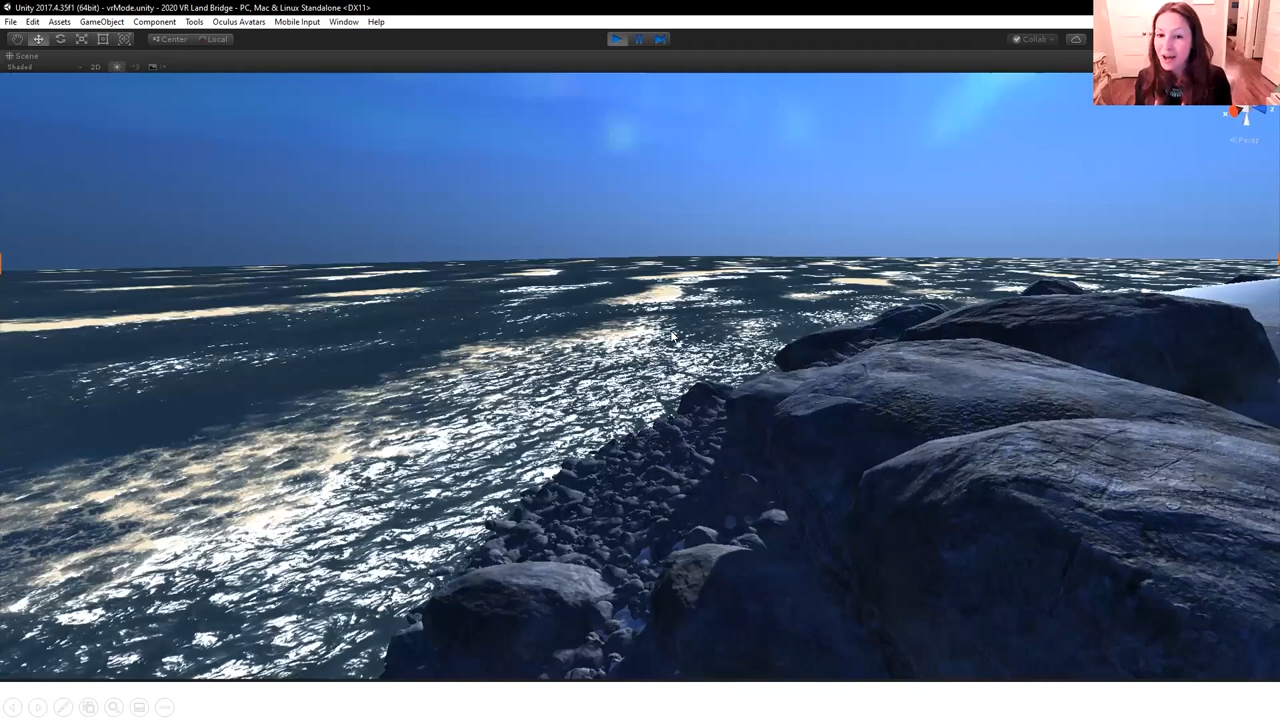 Unity 2017.4.35f1 (64bit) - vrMode.unity - 2020 VR Land Bridge - PC, Mac & Linux Standalone <DX11>
File Edit Assets GameObject Component Tools Oculus Avatars Mobile Input Window Help
Center Local Collab
Scene
Shaded 2D
x z
Persp